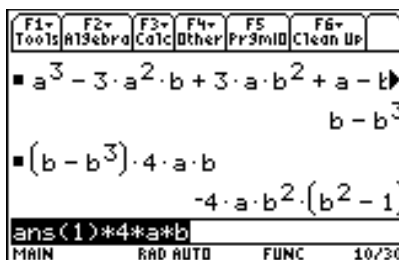 F1▾ F2▾ F3▾ F4▾ F5 F6▾
Tools Algebra Calc Other PrgmIO Clean Up
▪ a³ − 3·a²·b + 3·a·b² + a − b▸
b − b³
▪ (b − b³)·4·a·b
-4·a·b²·(b² − 1)
ans(1)*4*a*b
MAIN RAD AUTO FUNC 10/30